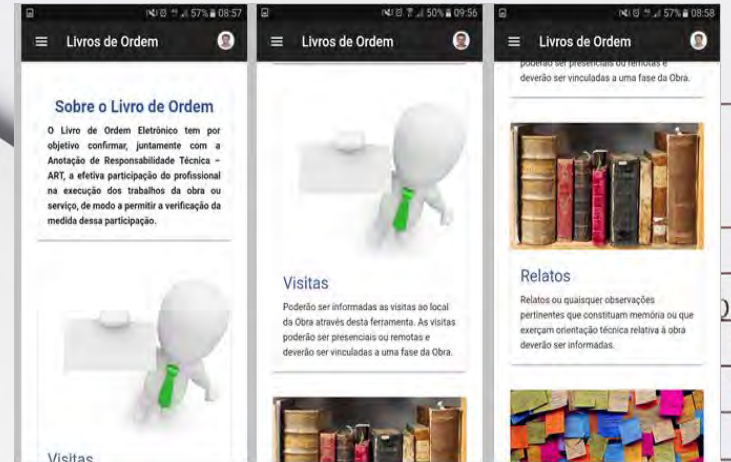 57% 08:57
Livros de Ordem
Sobre o Livro de Ordem
O Livro de Ordem Eletrônico tem por
objetivo confirmar, juntamente com a
Anotação de Responsabilidade Técnica –
ART, a efetiva participação do profissional
na execução dos trabalhos da obra ou
serviço, de modo a permitir a verificação da
medida dessa participação.
Visitas
50% 09:56
Livros de Ordem
Visitas
Poderão ser informadas as visitas ao local
da Obra através desta ferramenta. As visitas
poderão ser presenciais ou remotas e
deverão ser vinculadas a uma fase da Obra.
57% 08:58
Livros de Ordem
poderão ser presenciais ou remotas e
deverão ser vinculadas a uma fase da Obra.
Relatos
Relatos ou quaisquer observações
pertinentes que constituam memória ou que
exerçam orientação técnica relativa à obra
deverão ser informadas.